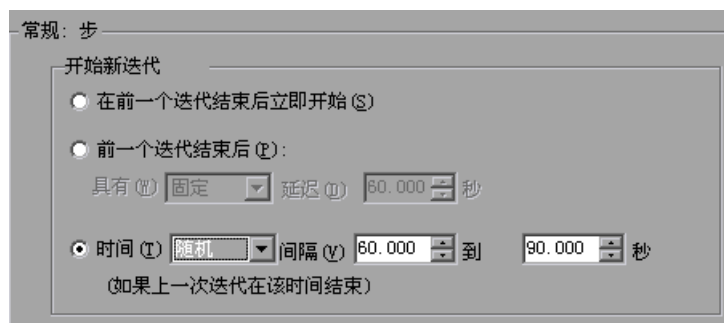 常规: 步
开始新迭代
在前一个迭代结束后立即开始(S)
前一个迭代结束后(P):
具有(W) 固定 延迟(D) 60.000 秒
时间(T) 随机 间隔(V) 60.000 到 90.000 秒
(如果上一次迭代在该时间结束)